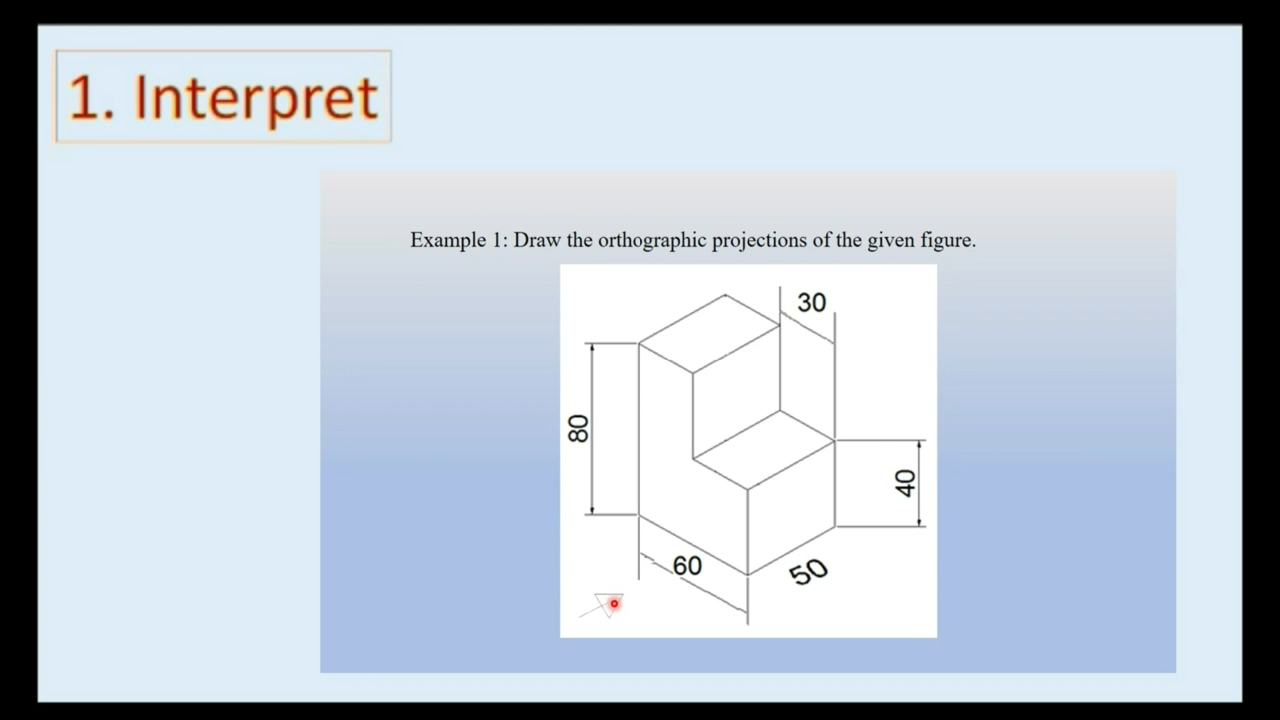 1. Interpret
Example 1: Draw the orthographic projections of the given figure.
30
80
40
60
50